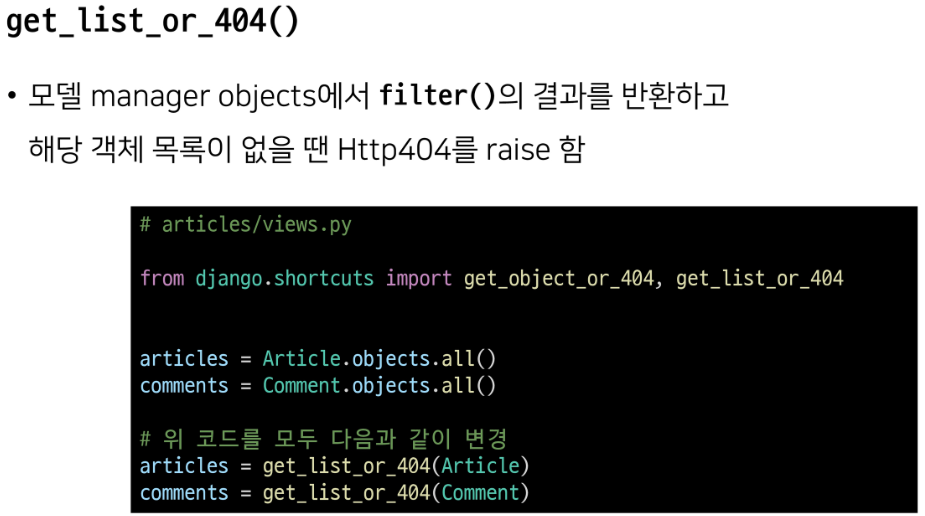 get_list_or_404()
• 모델 manager objects에서 filter()의 결과를 반환하고
해당 객체 목록이 없을 땐 Http404를 raise 함
# articles/views.py
from django.shortcuts import get_object_or_404, get_list_or_404
articles = Article.objects.all()
comments = Comment.objects.all()
# 위 코드를 모두 다음과 같이 변경
articles = get_list_or_404(Article)
comments = get_list_or_404(Comment)